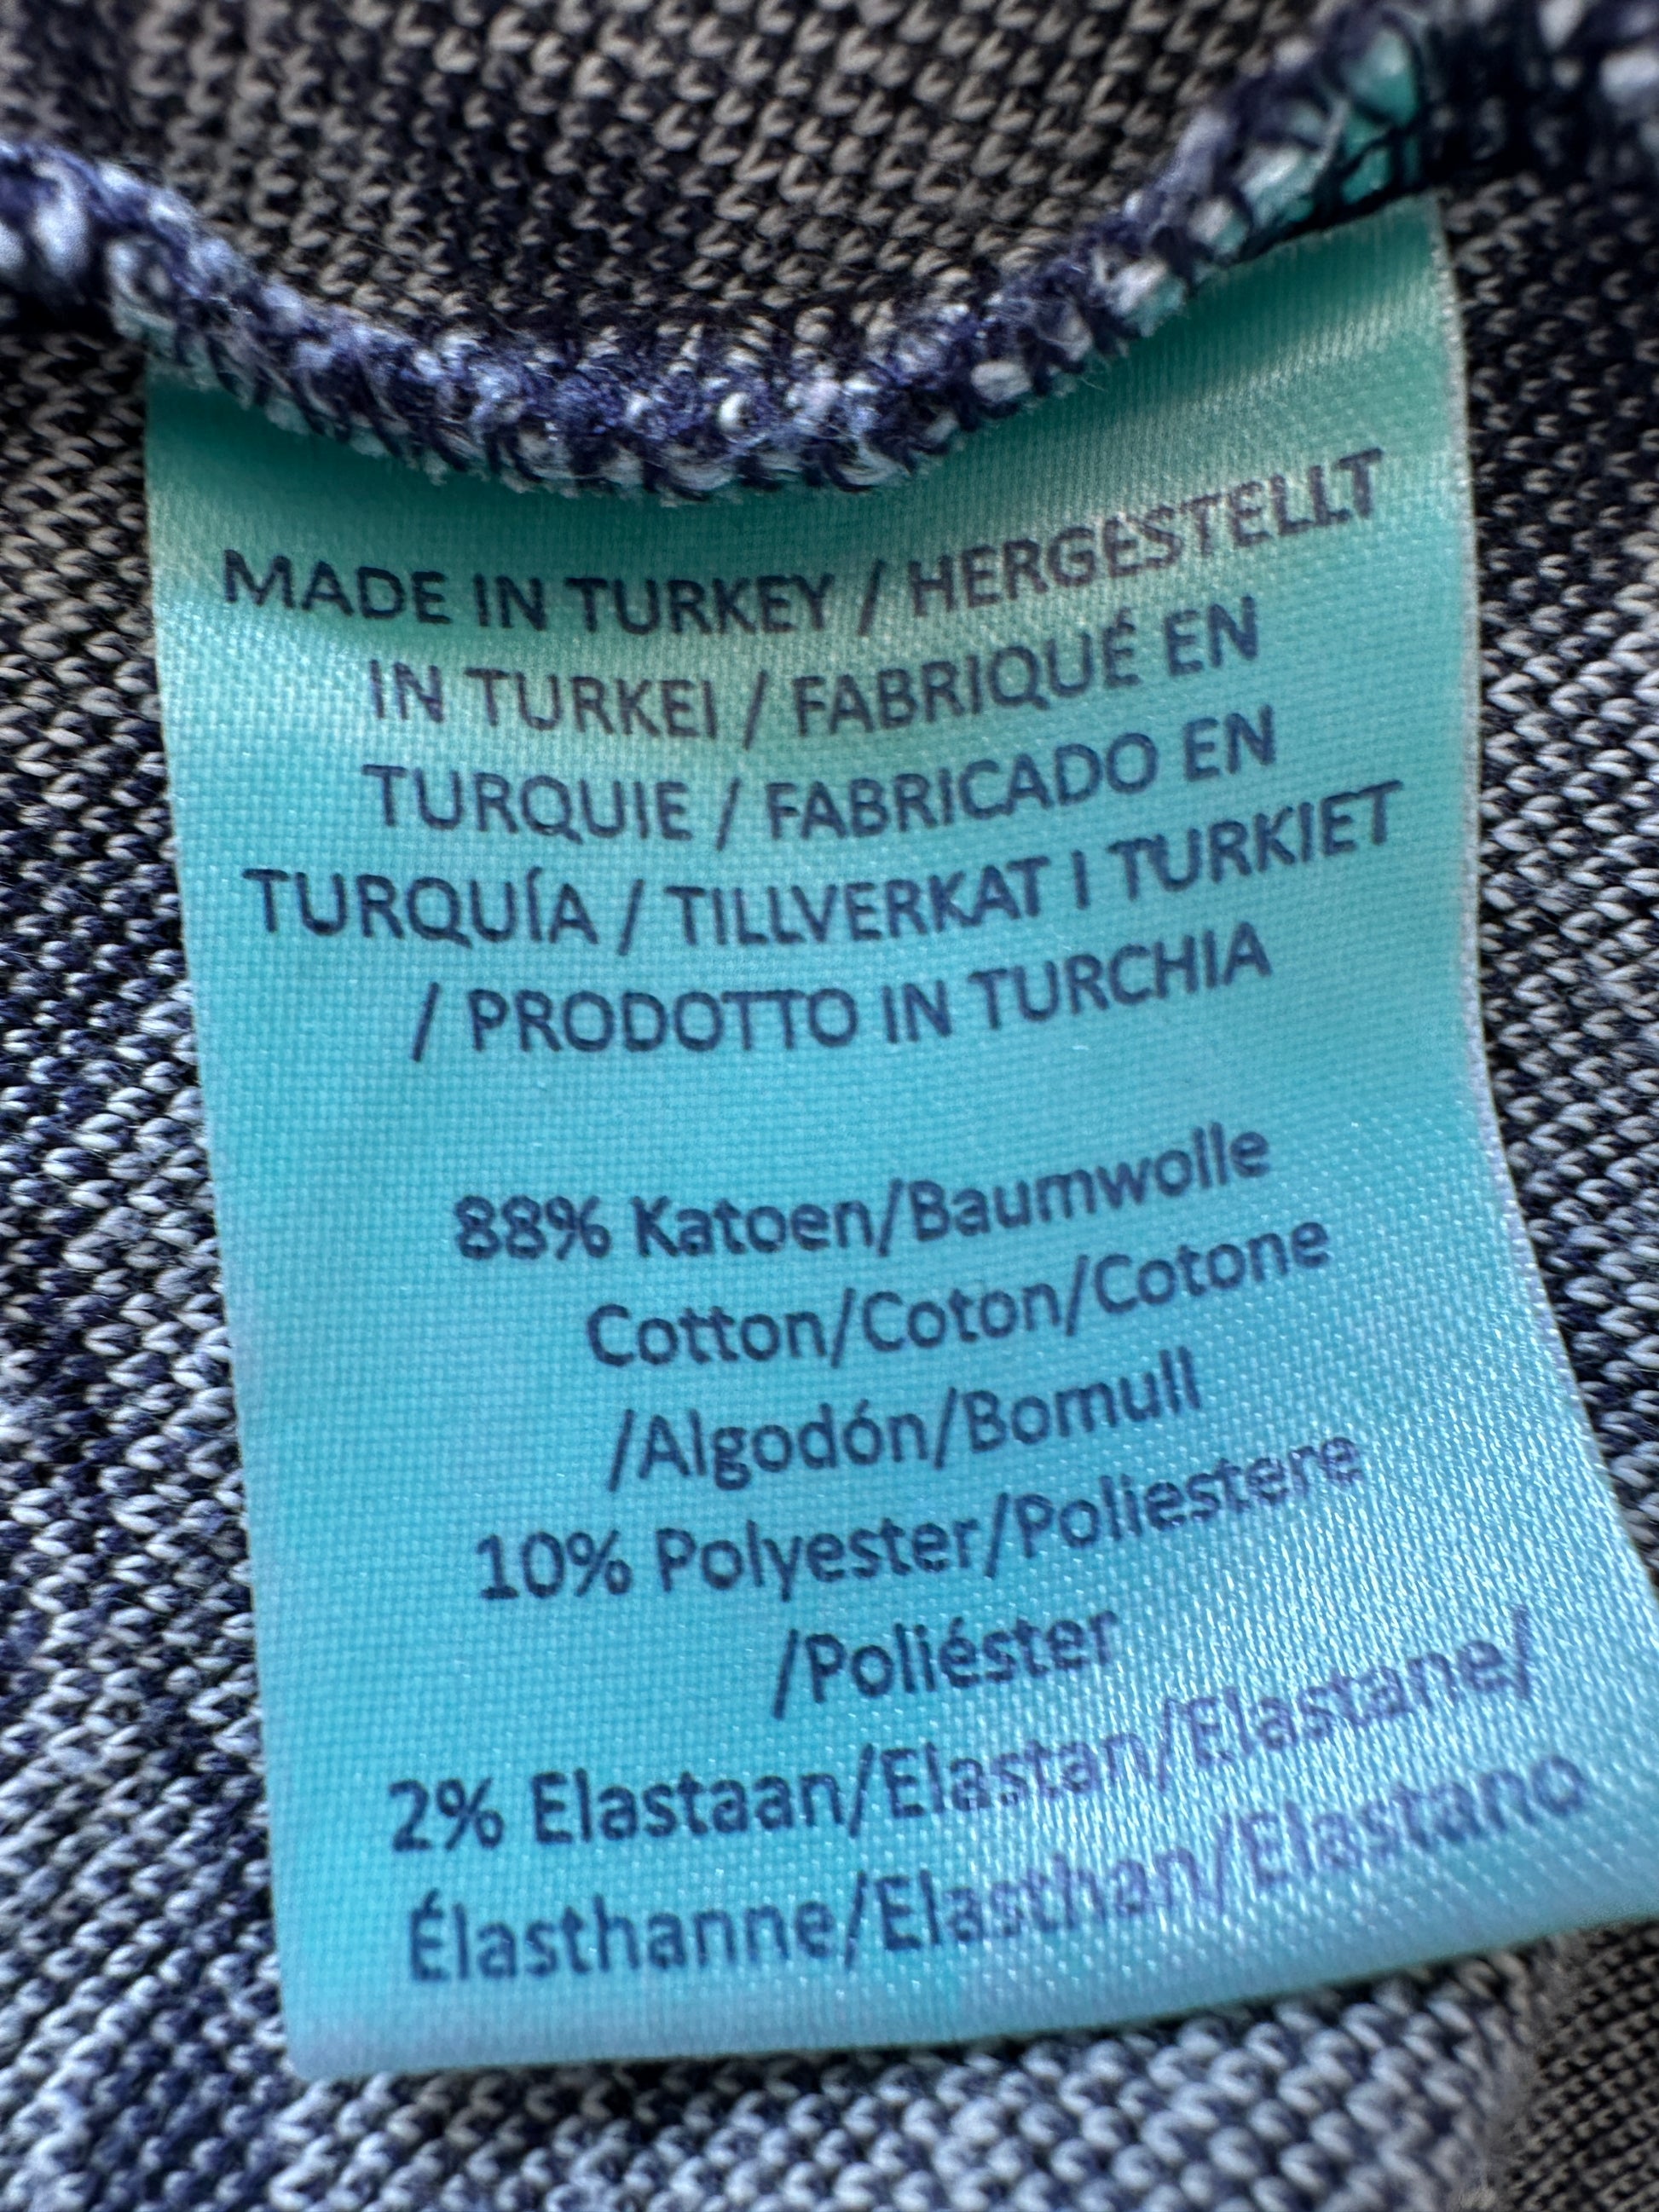 MADE IN TURKEY / HERGESTELLT
IN TURKEI / FABRIQUÉ EN
TURQUIE / FABRICADO EN
TURQUÍA / TILLVERKAT I TURKIET
/ PRODOTTO IN TURCHIA
88% Katoen/Baumwolle
Cotton/Coton/Cotone
/Algodón/Bomull
10% Polyester/Poliestere
/Poliéster
2% Elastaan/Elastan/Elastane/
Élasthanne/Elasthan/Elastano